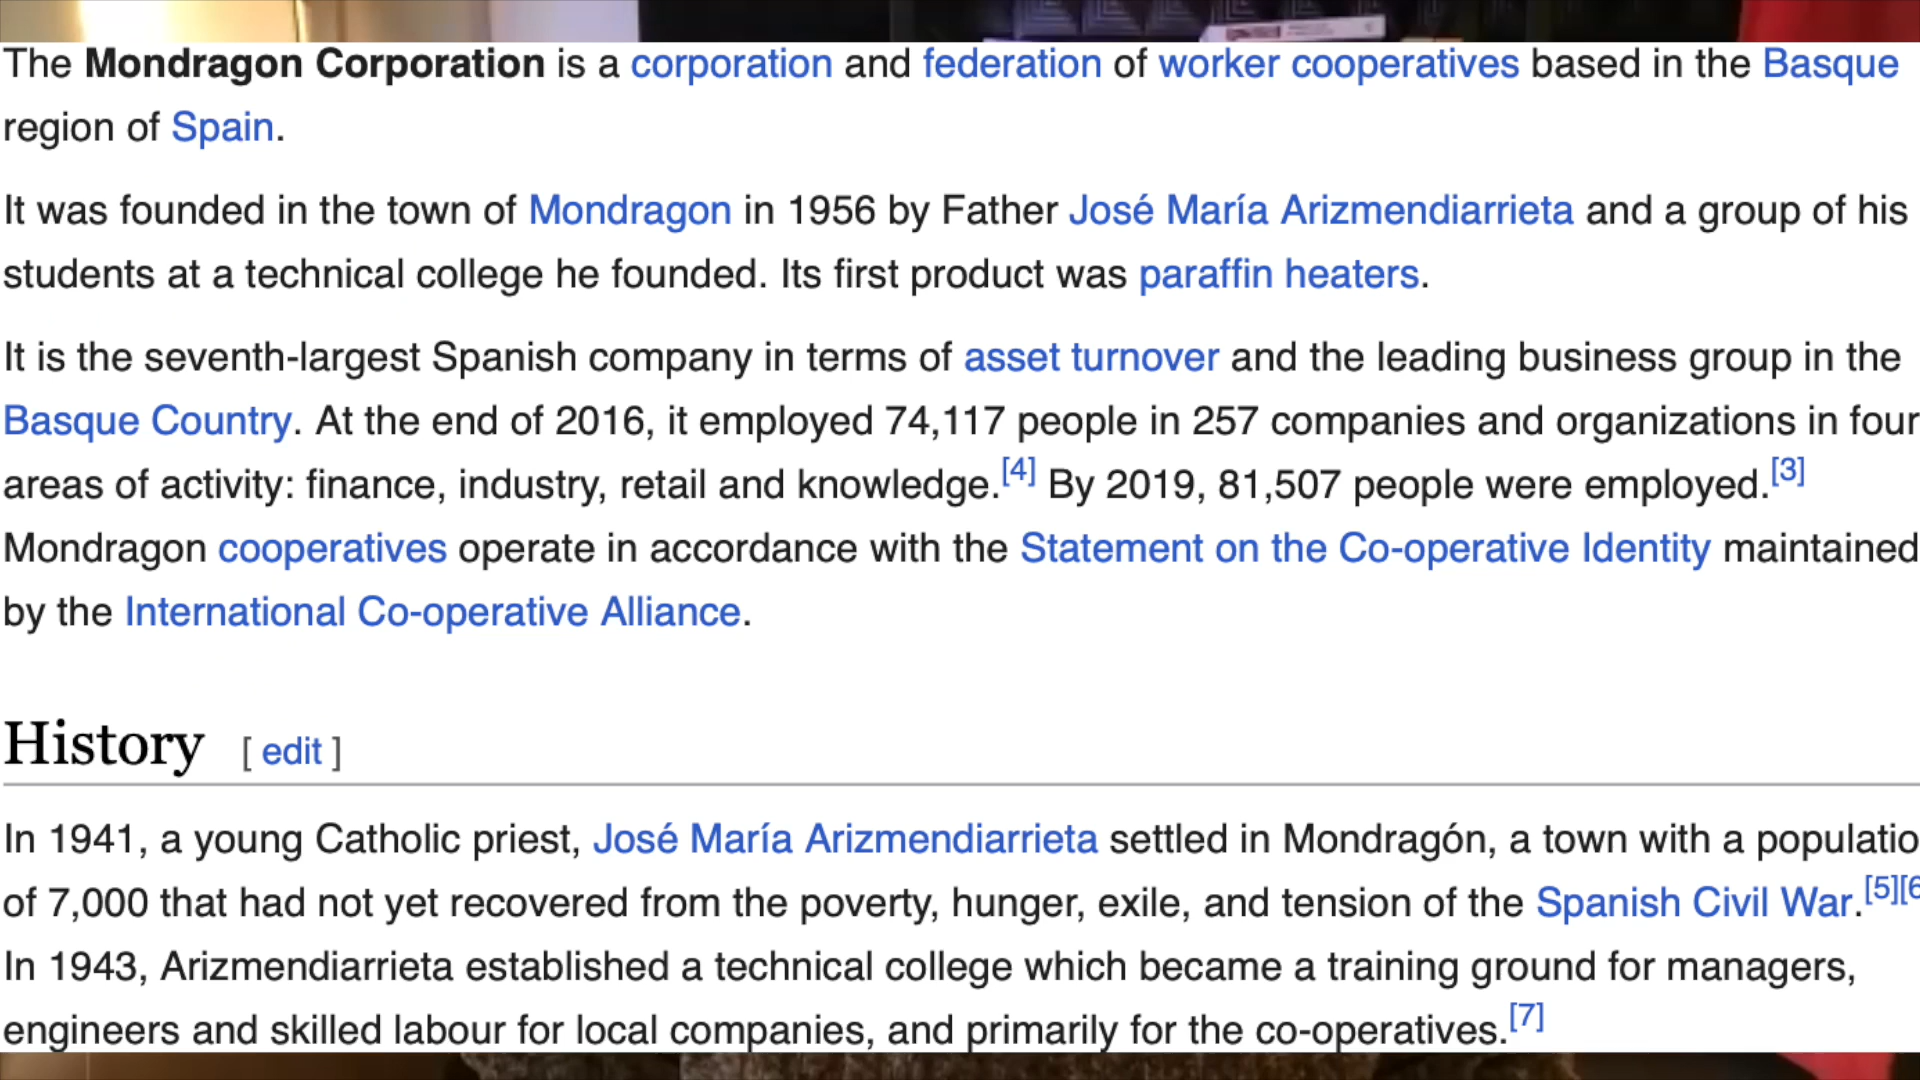 The Mondragon Corporation is a corporation and federation of worker cooperatives based in the Basque
region of Spain.
It was founded in the town of Mondragon in 1956 by Father José María Arizmendiarrieta and a group of his
students at a technical college he founded. Its first product was paraffin heaters.
It is the seventh-largest Spanish company in terms of asset turnover and the leading business group in the
Basque Country. At the end of 2016, it employed 74,117 people in 257 companies and organizations in four
areas of activity: finance, industry, retail and knowledge.[4] By 2019, 81,507 people were employed.[3]
Mondragon cooperatives operate in accordance with the Statement on the Co-operative Identity maintained
by the International Co-operative Alliance.
History [ edit ]
In 1941, a young Catholic priest, José María Arizmendiarrieta settled in Mondragón, a town with a populatio
of 7,000 that had not yet recovered from the poverty, hunger, exile, and tension of the Spanish Civil War.[5][6
In 1943, Arizmendiarrieta established a technical college which became a training ground for managers,
engineers and skilled labour for local companies, and primarily for the co-operatives.[7]